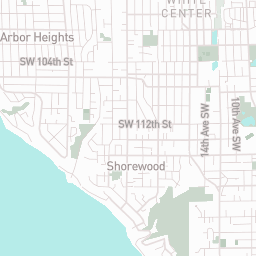 WHITE
CENTER
Arbor Heights
SW 104th St
SW 112th St
14th Ave SW
10th Ave SW
Shorewood